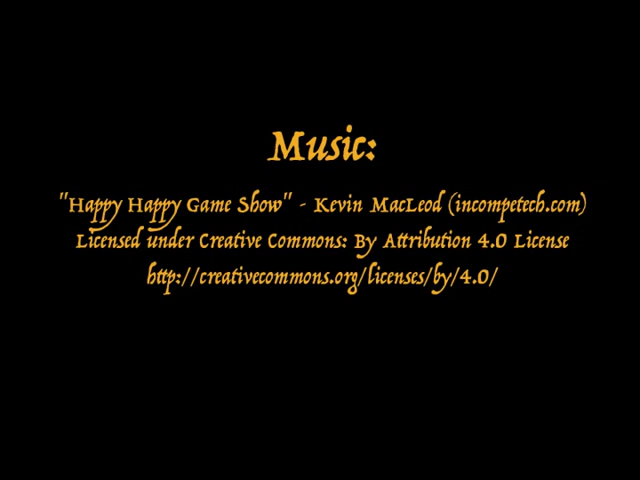 Music:
"Happy Happy Game Show" - Kevin MacLeod (incompetech.com)
Licensed under Creative Commons: By Attribution 4.0 License
http://creativecommons.org/licenses/by/4.0/